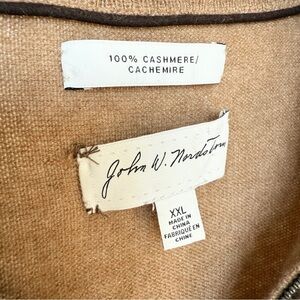 100% CASHMERE/
CACHEMIRE
John W. Nordstrom
XXL
MADE IN
CHINA
FABRIQUÉ EN
CHINE